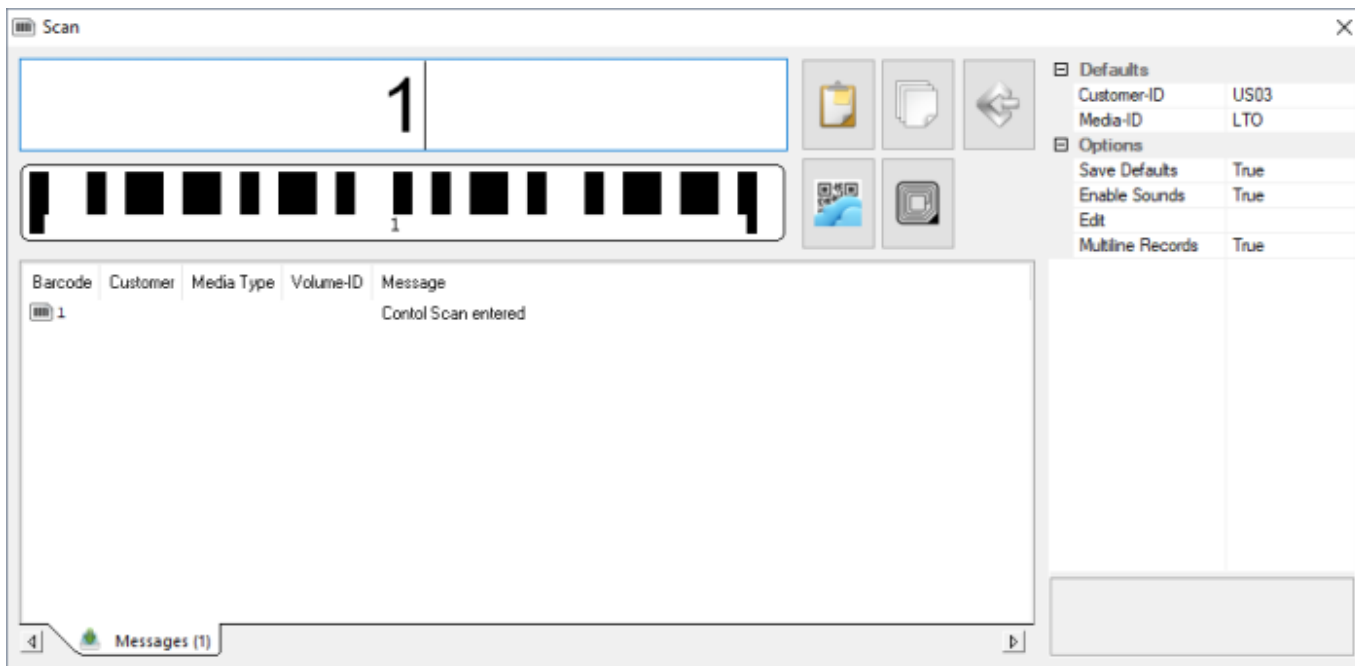 Scan
1
1
Barcode Customer Media Type Volume-ID Message
1 Contol Scan entered
Messages (1)
Defaults
Customer-ID US03
Media-ID LTO
Options
Save Defaults True
Enable Sounds True
Edit
Multiline Records True